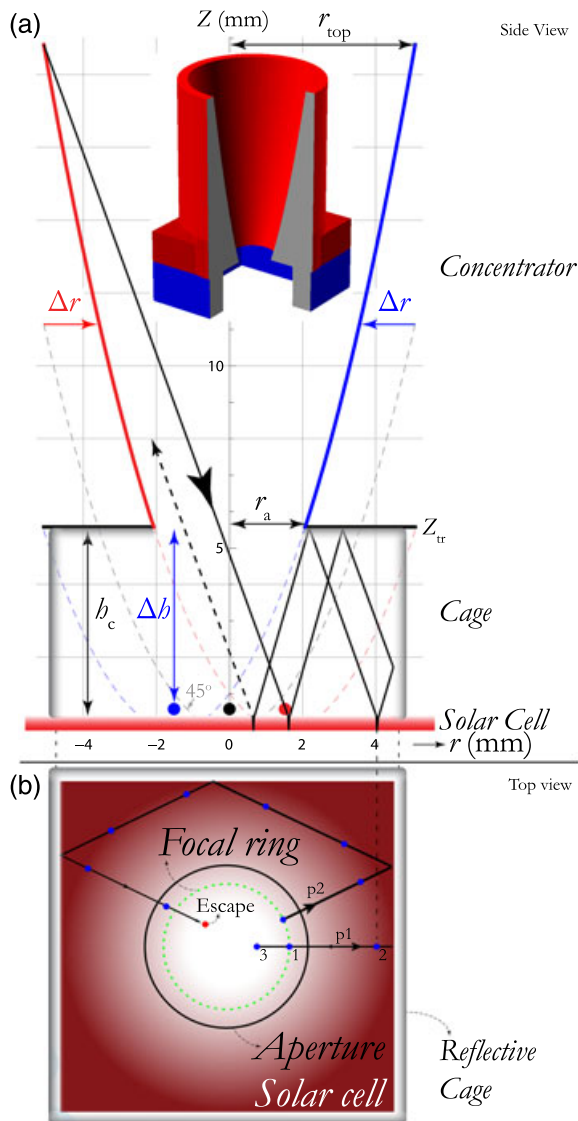 (a)
Z (mm)
r_top
Side View
Concentrator
Δr
Δr
10
r_a
Z_tr
5
h_c
Δh
Cage
45°
Solar Cell
−4
−2
0
2
4
r (mm)
(b)
Top view
Focal ring
p2
Escape
p1
3
1
2
Aperture
Reflective
Cage
Solar cell